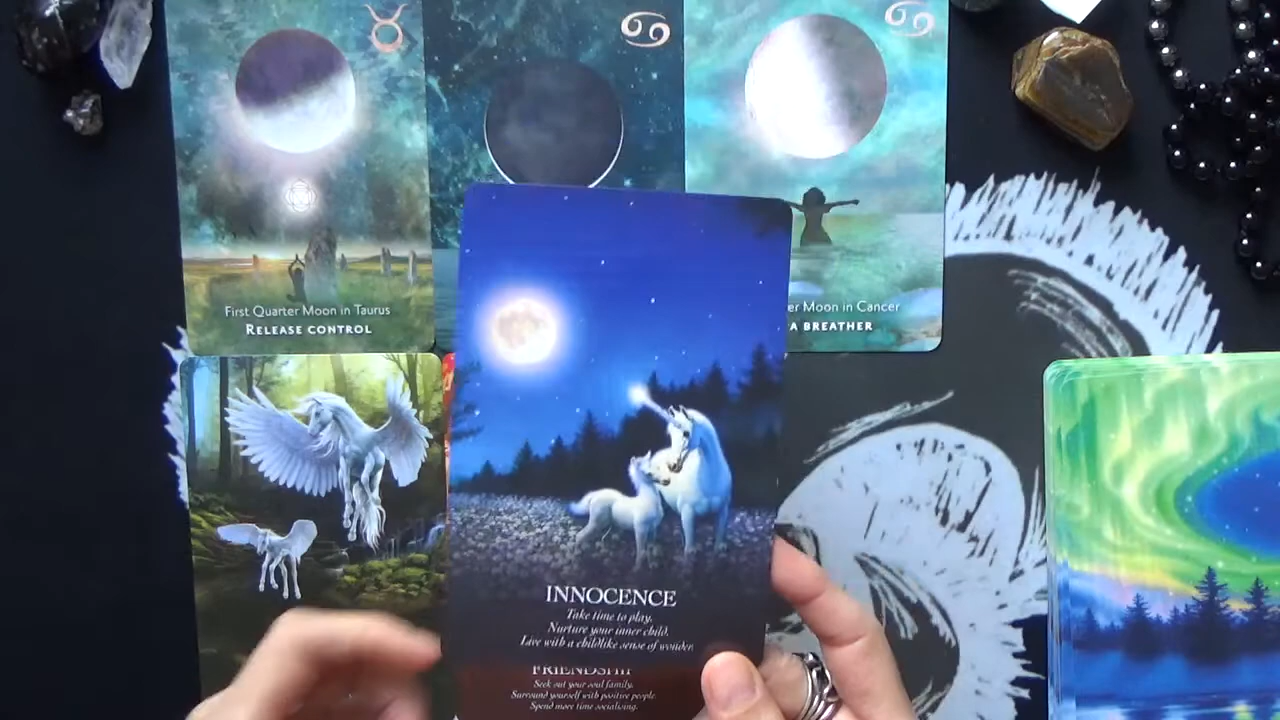 First Quarter Moon in Taurus
RELEASE CONTROL
er Moon in Cancer
A BREATHER
INNOCENCE
Take time to play.
Nurture your inner child.
Live with a childlike sense of wonder.
FRIENDSHIP
Seek out your soul family.
Surround yourself with positive people.
Spend more time socialising.